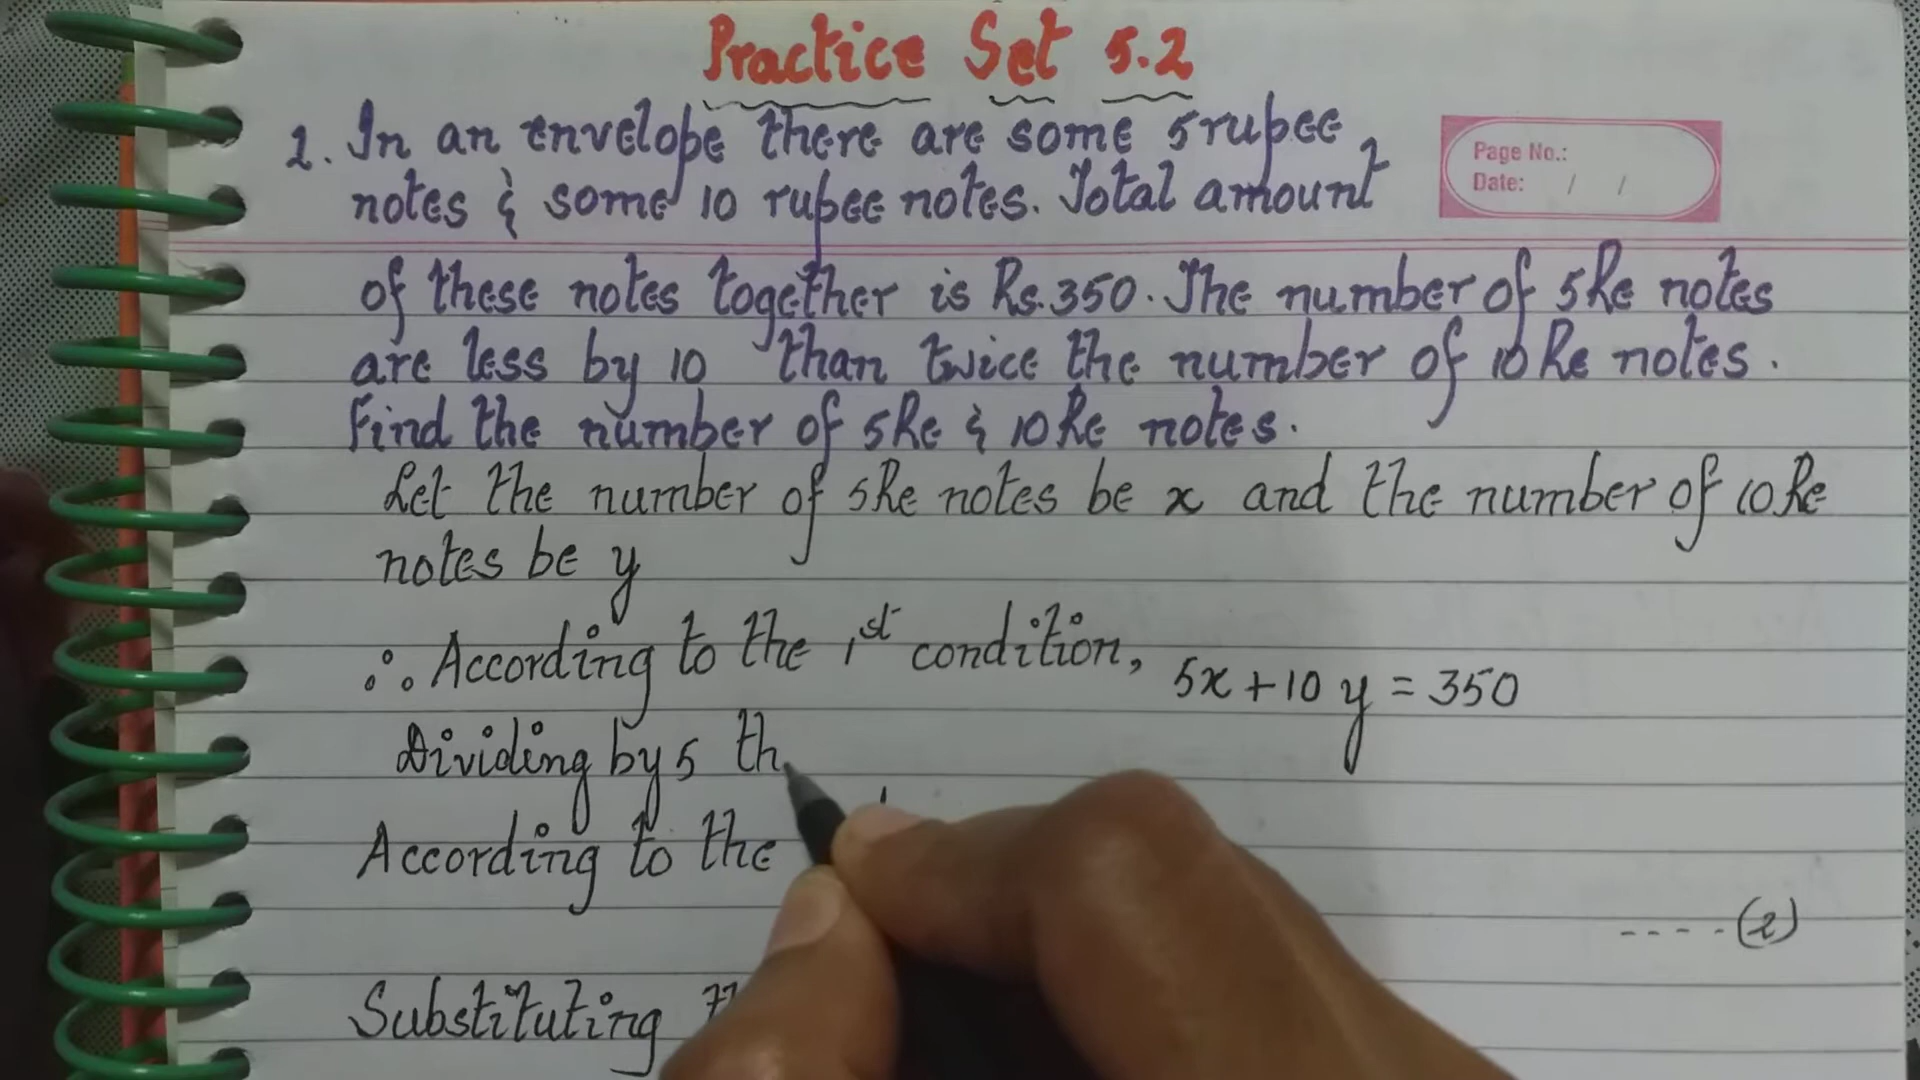 Practice Set 5.2
1. In an envelope there are some 5 rupee
notes & some 10 rupee notes. Total amount
Page No.:
Date: / /
of these notes together is Rs. 350. The number of 5Re notes
are less by 10 than twice the number of 10 Re notes.
Find the number of 5Re & 10Re notes.
Let the number of 5Re notes be x and the number of 10Re
notes be y
∴ According to the 1st condition, 5x + 10y = 350
Dividing by 5 th
According to the
----(2)
Substituting